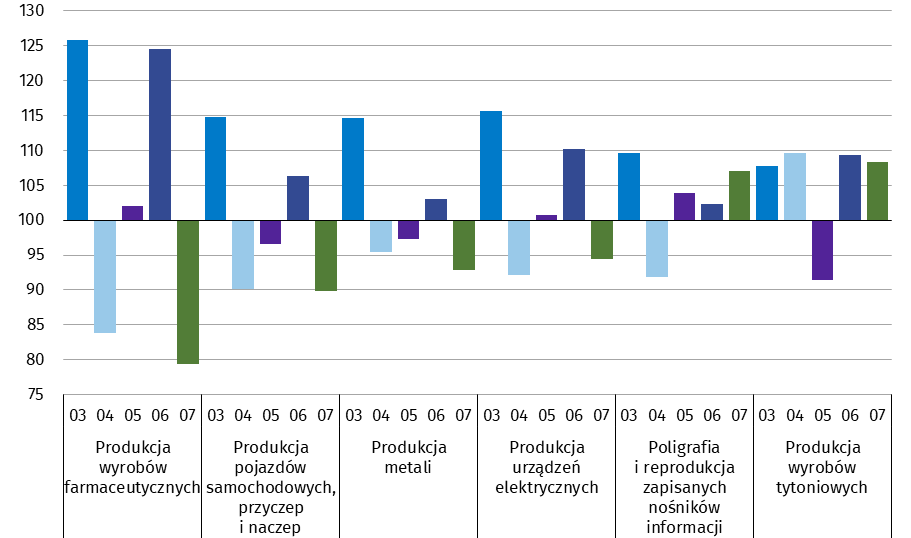 130
125
120
115
110
105
100
95
90
85
80
75
03 04 05 06 07 03 04 05 06 07 03 04 05 06 07 03 04 05 06 07 03 04 05 06 07 03 04 05 06 07
Produkcja
wyrobów
farmaceutycznych
Produkcja
pojazdów
samochodowych,
przyczep
i naczep
Produkcja
metali
Produkcja
urządzeń
elektrycznych
Poligrafia
i reprodukcja
zapisanych
nośników
informacji
Produkcja
wyrobów
tytoniowych